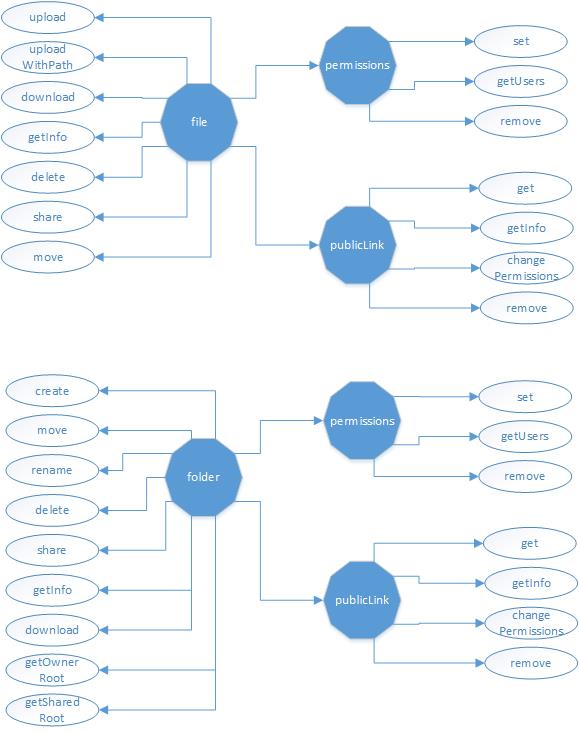 upload
upload
WithPath
download
getInfo
delete
share
move
file
permissions
set
getUsers
remove
publicLink
get
getInfo
change
Permissions
remove
create
move
rename
delete
share
getInfo
download
getOwner
Root
getShared
Root
folder
permissions
set
getUsers
remove
publicLink
get
getInfo
change
Permissions
remove